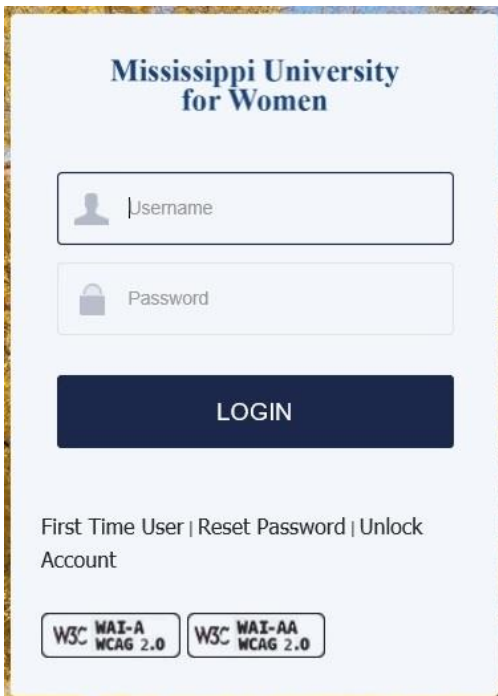 Mississippi University
for Women
Username
Password
LOGIN
First Time User | Reset Password | Unlock
Account
W3C WAI-A WCAG 2.0 W3C WAI-AA WCAG 2.0